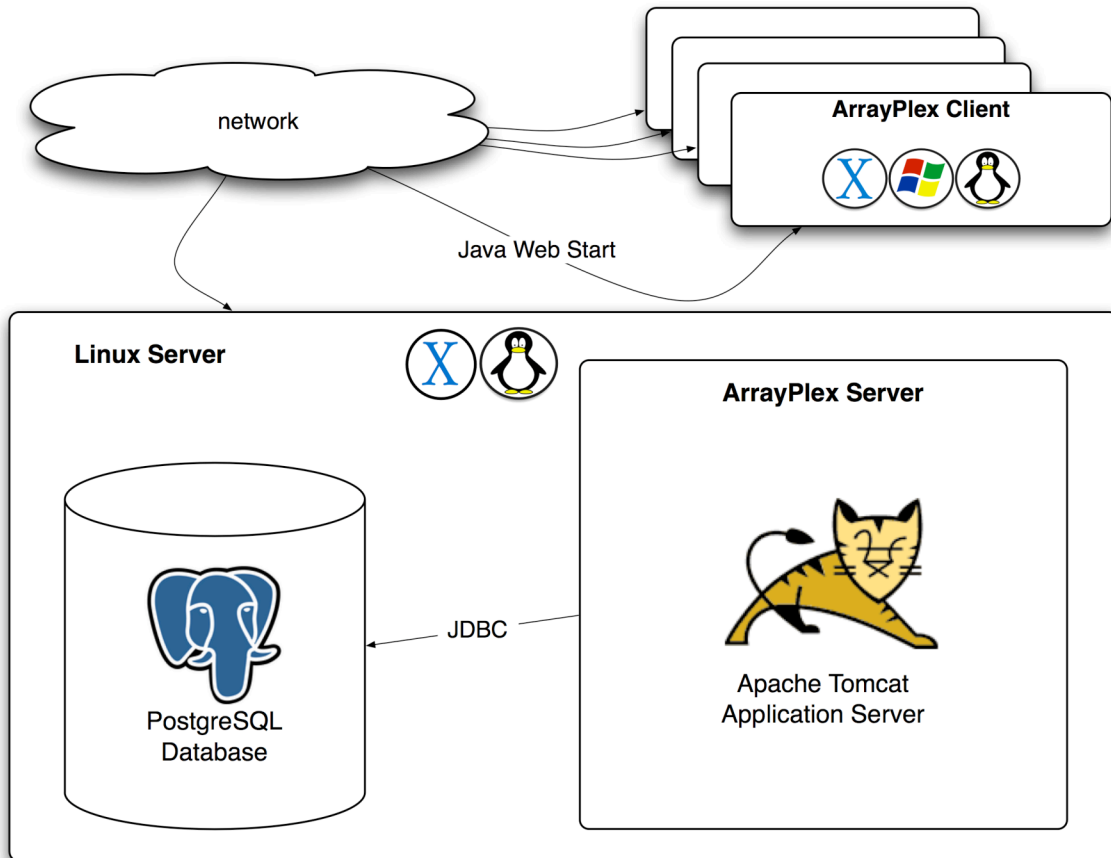 network
ArrayPlex Client
X
Java Web Start
Linux Server
X
ArrayPlex Server
JDBC
PostgreSQL
Database
Apache Tomcat
Application Server